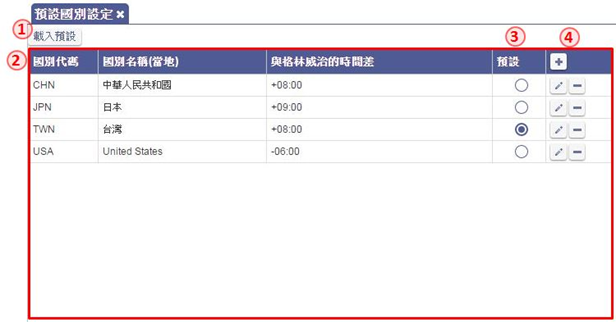 預設國別設定 ×
① 載入預設
③ ④
② 國別代碼 國別名稱(當地) 與格林威治的時間差 預設 +
CHN 中華人民共和國 +08:00
JPN 日本 +09:00
TWN 台灣 +08:00
USA United States -06:00